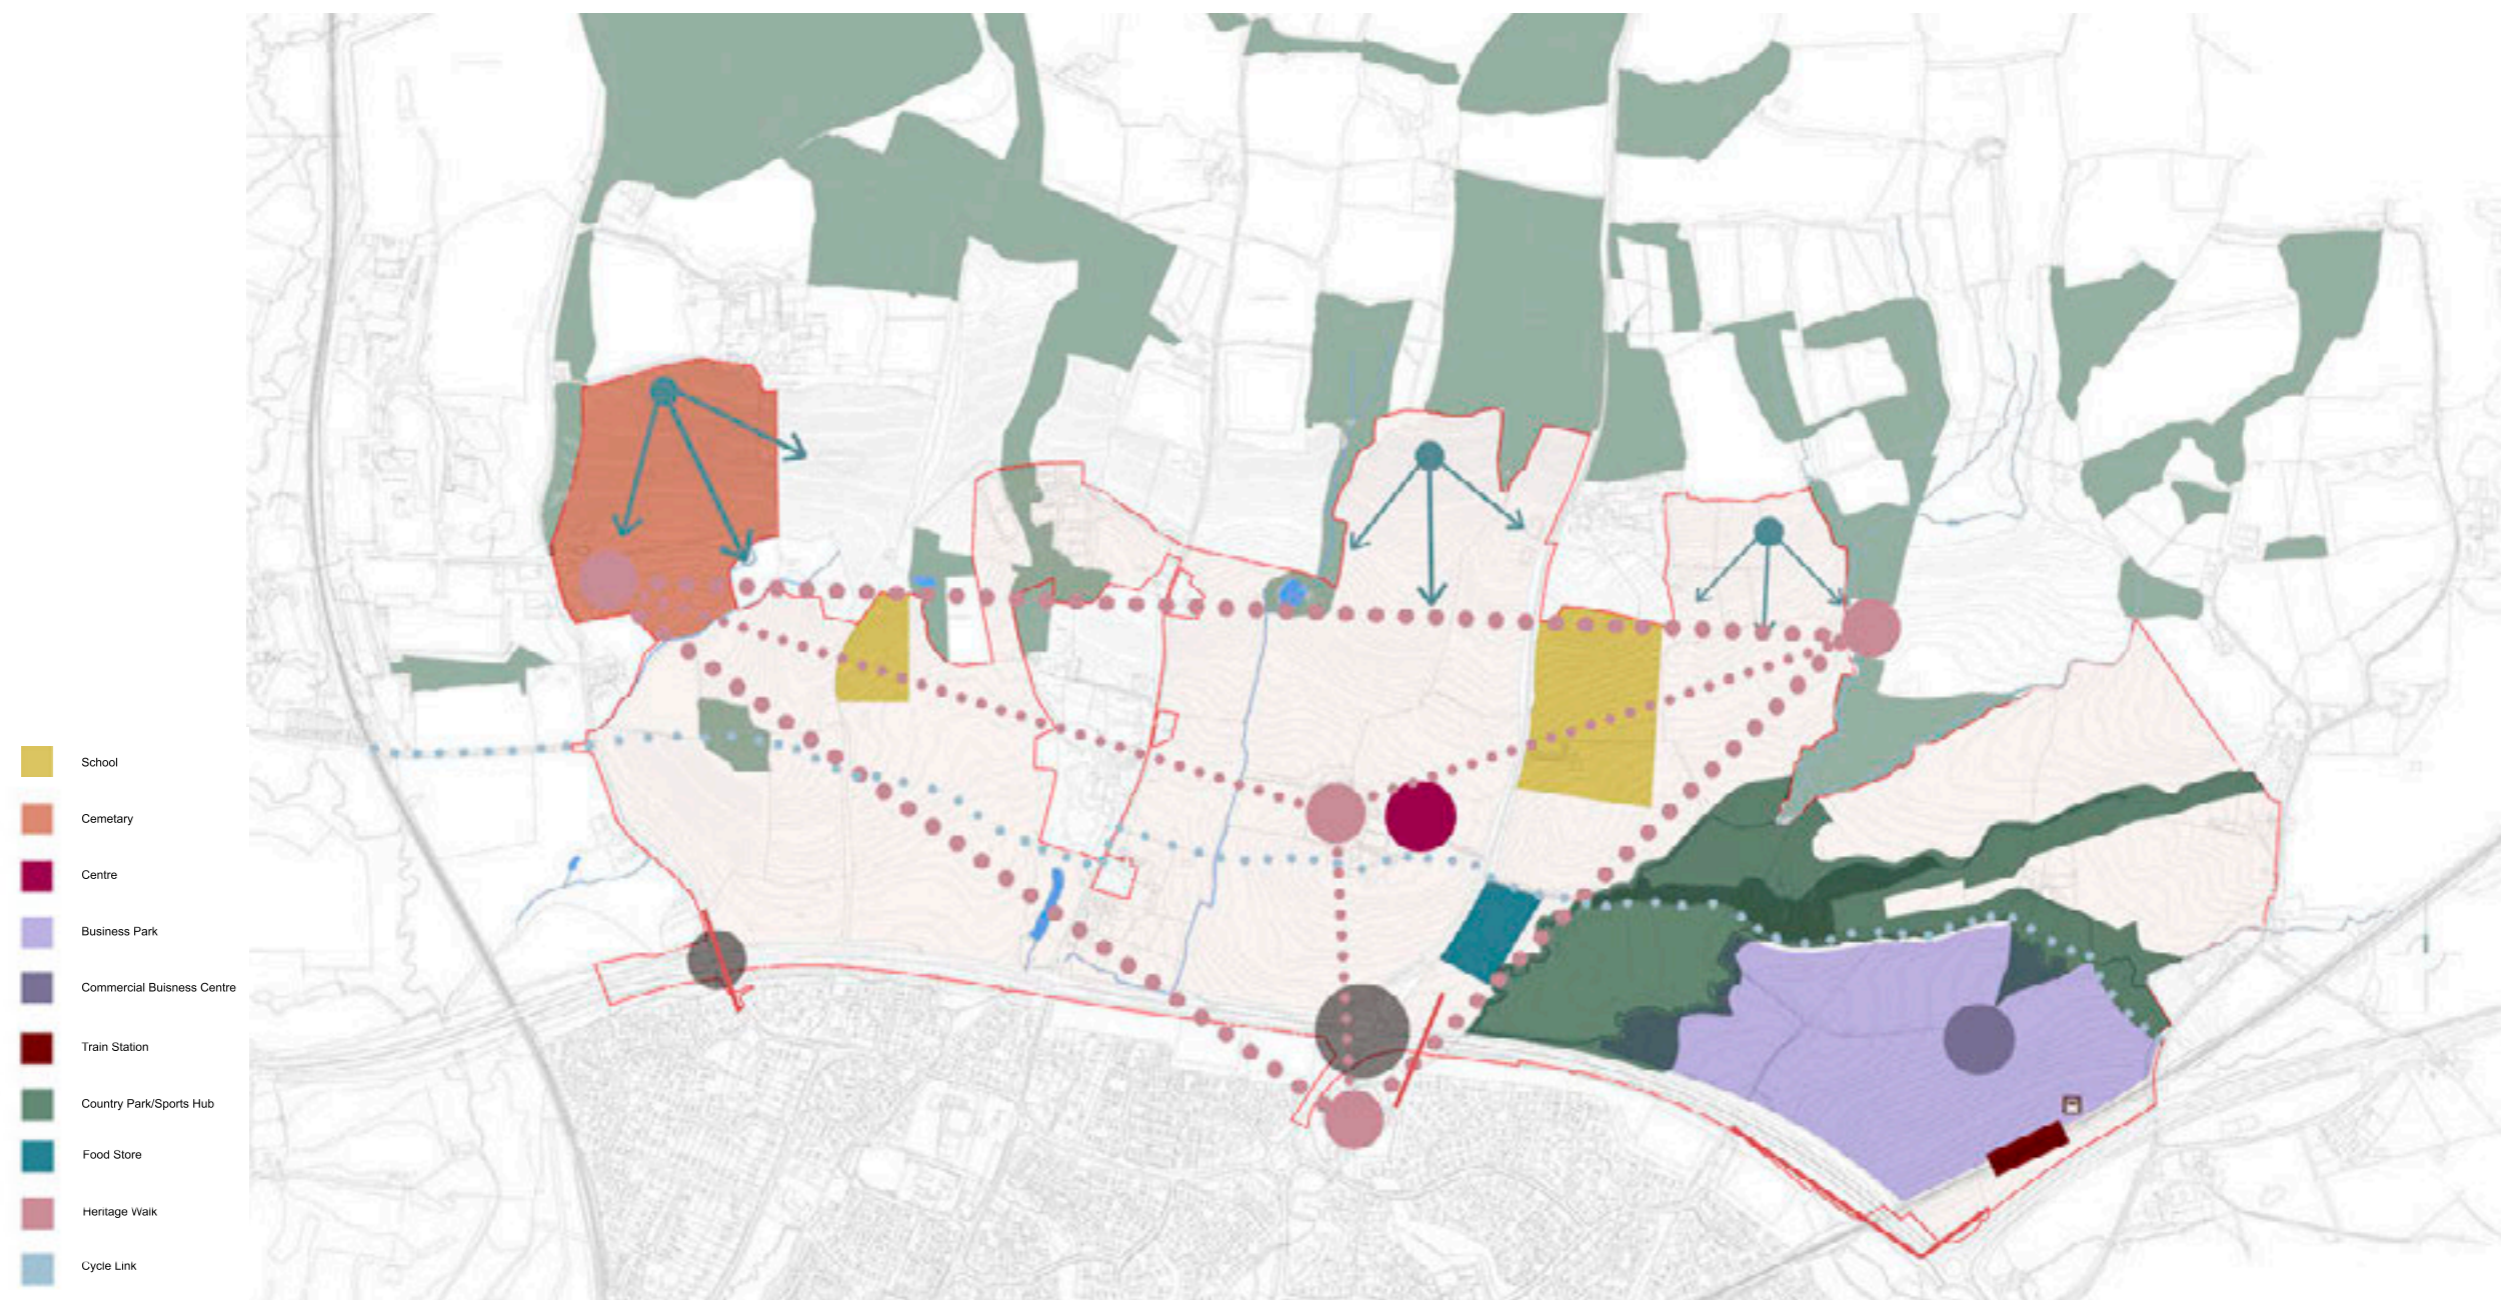 School
Cemetary
Centre
Business Park
Commercial Buisness Centre
Train Station
Country Park/Sports Hub
Food Store
Heritage Walk
Cycle Link